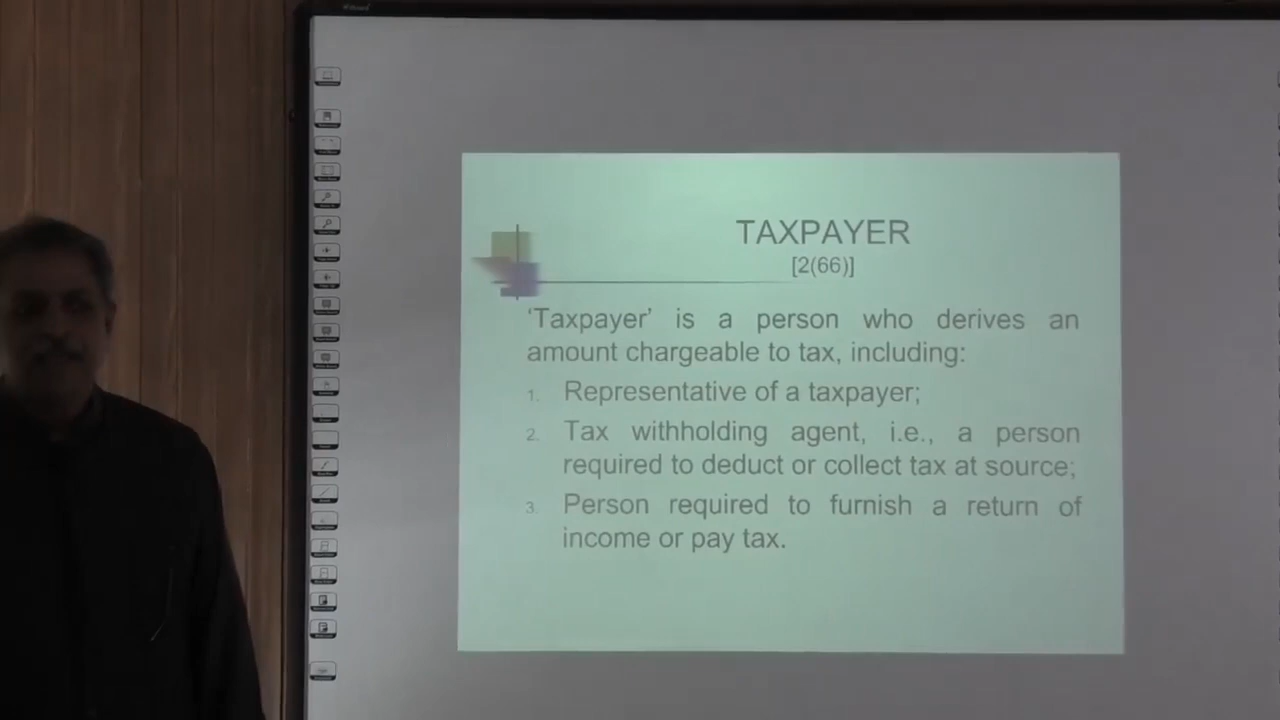 TAXPAYER
[2(66)]
‘Taxpayer’ is a person who derives an
amount chargeable to tax, including:
1. Representative of a taxpayer;
2. Tax withholding agent, i.e., a person
required to deduct or collect tax at source;
3. Person required to furnish a return of
income or pay tax.